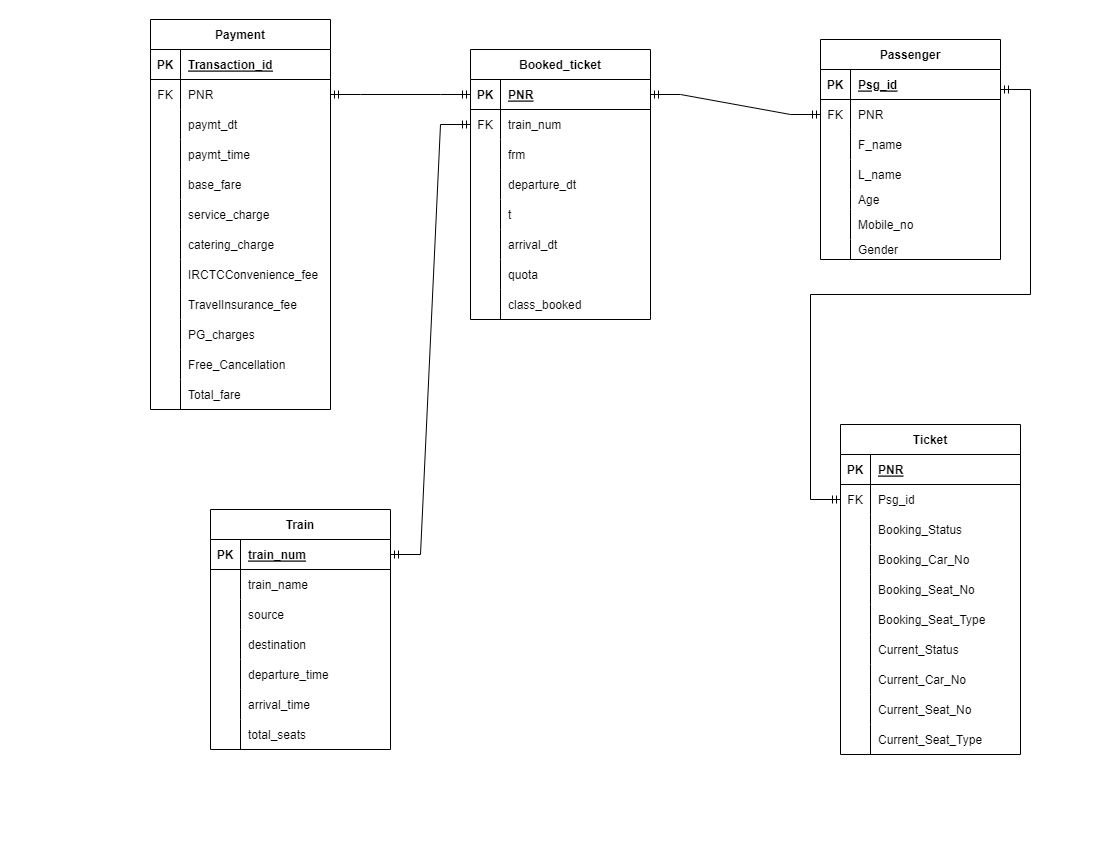 Payment
PK Transaction_id
FK PNR
paymt_dt
paymt_time
base_fare
service_charge
catering_charge
IRCTCConvenience_fee
TravelInsurance_fee
PG_charges
Free_Cancellation
Total_fare
Booked_ticket
PK PNR
FK train_num
frm
departure_dt
t
arrival_dt
quota
class_booked
Passenger
PK Psg_id
FK PNR
F_name
L_name
Age
Mobile_no
Gender
Train
PK train_num
train_name
source
destination
departure_time
arrival_time
total_seats
Ticket
PK PNR
FK Psg_id
Booking_Status
Booking_Car_No
Booking_Seat_No
Booking_Seat_Type
Current_Status
Current_Car_No
Current_Seat_No
Current_Seat_Type